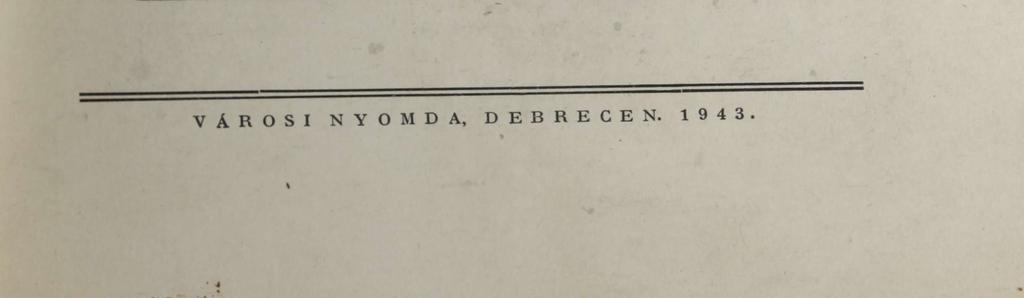 VÁROSI NYOMDA, DEBRECEN. 1943.